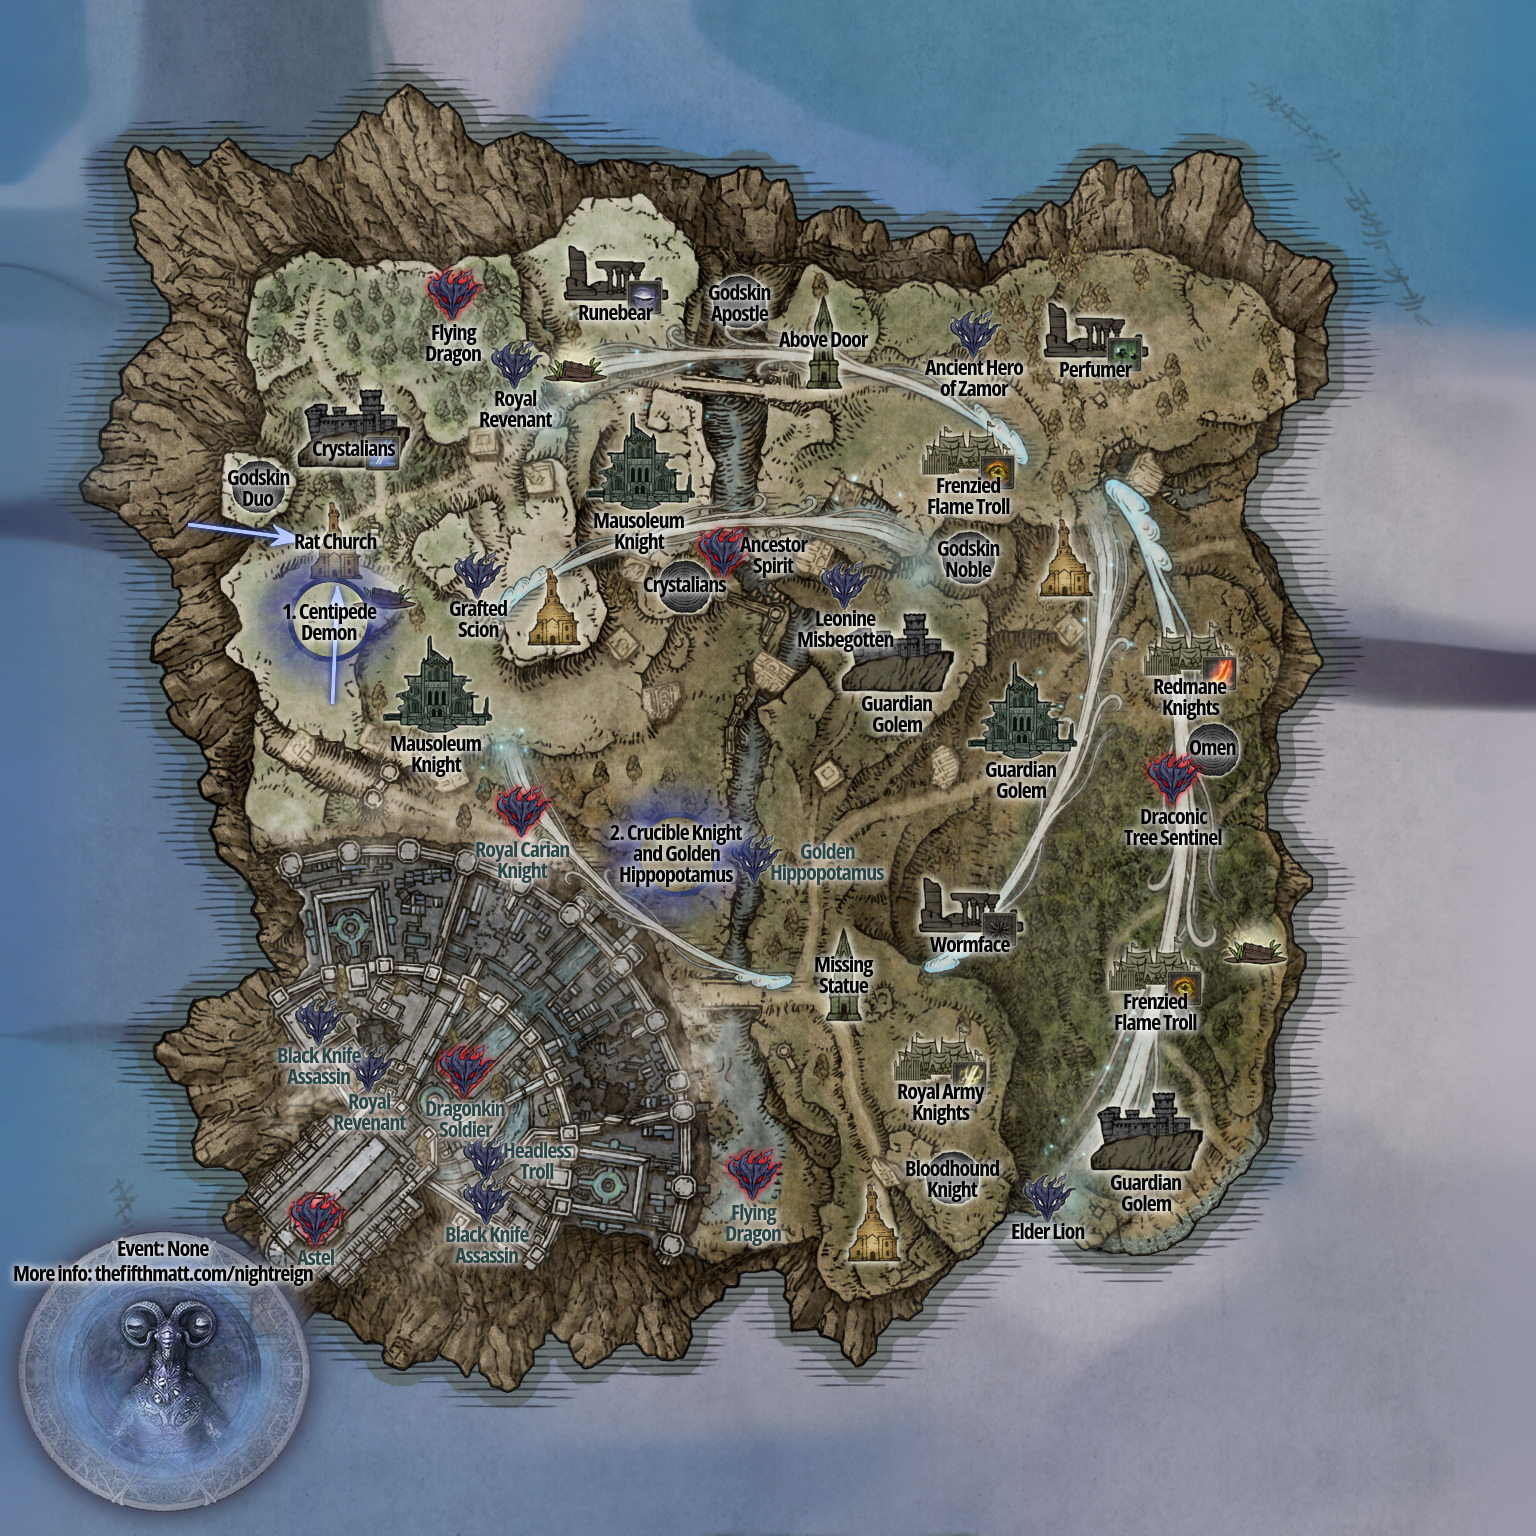 Flying
Dragon
Runebear
Godskin
Apostle
Above Door
Ancient Hero
of Zamor
Perfumer
Royal
Revenant
Crystalians
Godskin
Duo
Frenzied
Flame Troll
Mausoleum
Knight
Rat Church
Ancestor
Spirit
Godskin
Noble
Crystalians
1. Centipede
Demon
Grafted
Scion
Leonine
Misbegotten
Redmane
Knights
Guardian
Golem
Mausoleum
Knight
Omen
Guardian
Golem
Draconic
Tree Sentinel
Royal Carian
Knight
2. Crucible Knight
and Golden
Hippopotamus
Golden
Hippopotamus
Wormface
Missing
Statue
Frenzied
Flame Troll
Black Knife
Assassin
Royal
Revenant
Dragonkin
Soldier
Royal Army
Knights
Headless
Troll
Bloodhound
Knight
Guardian
Golem
Flying
Dragon
Elder Lion
Black Knife
Assassin
Astel
Event: None
More info: thefifthmatt.com/nightreign